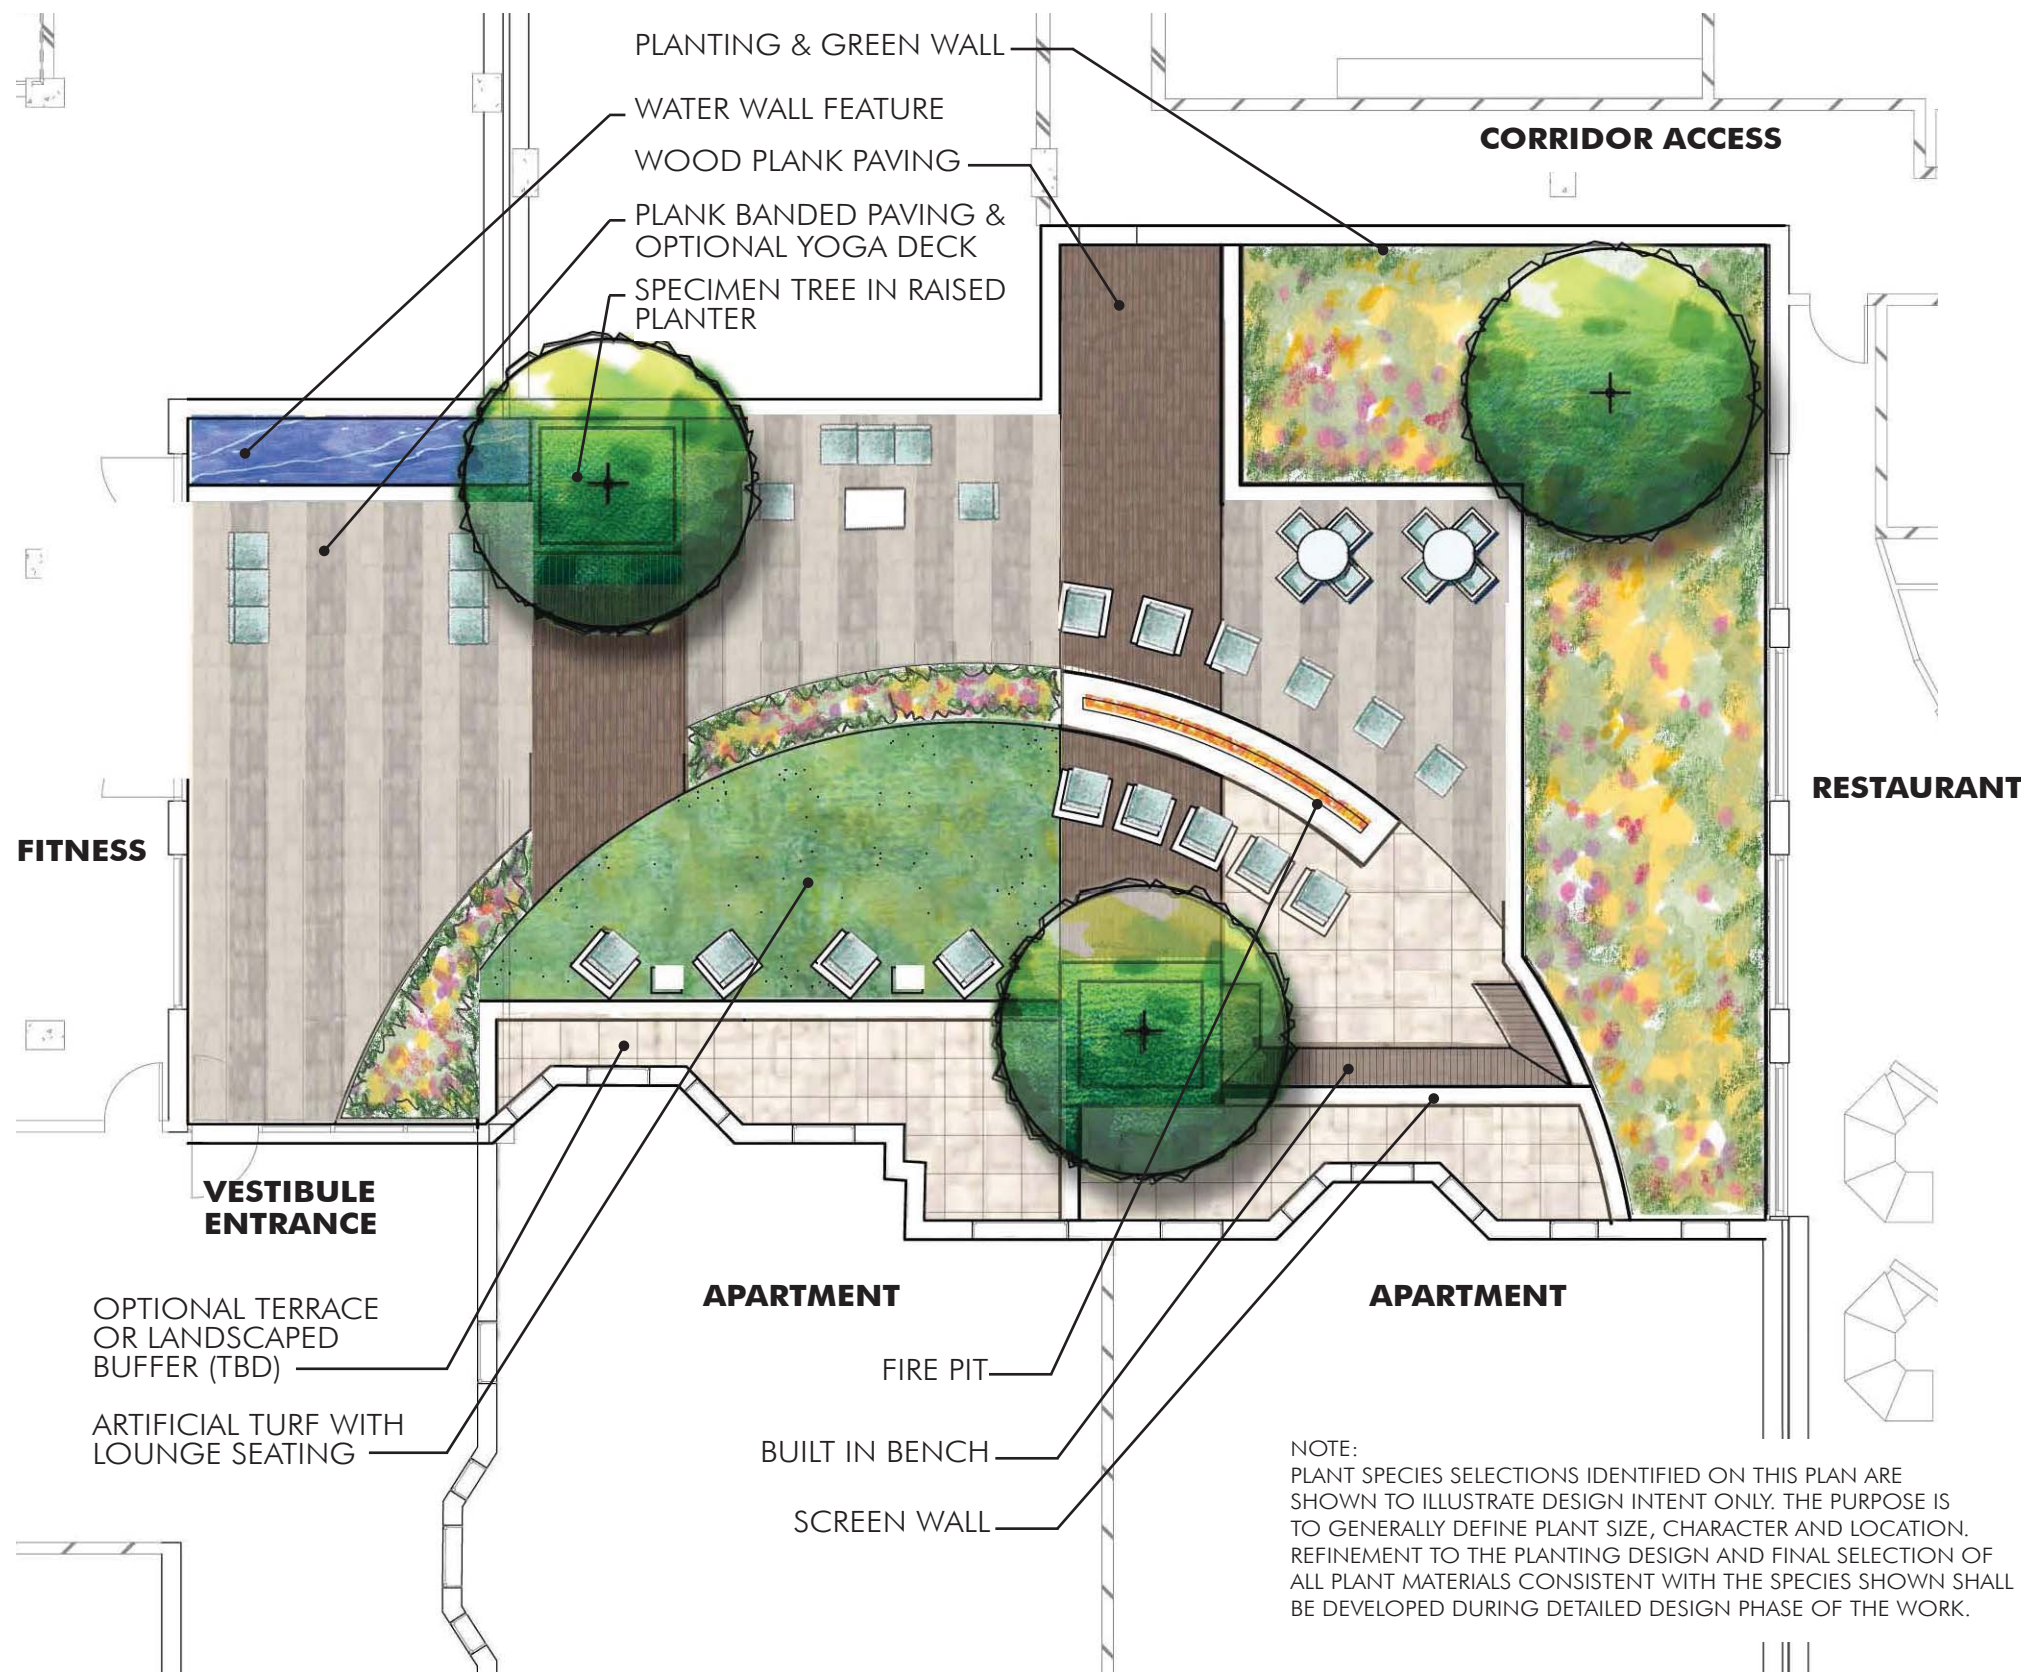 PLANTING & GREEN WALL
WATER WALL FEATURE
WOOD PLANK PAVING
PLANK BANDED PAVING &
OPTIONAL YOGA DECK
SPECIMEN TREE IN RAISED
PLANTER
CORRIDOR ACCESS
RESTAURANT
FITNESS
VESTIBULE
ENTRANCE
APARTMENT
APARTMENT
OPTIONAL TERRACE
OR LANDSCAPED
BUFFER (TBD)
ARTIFICIAL TURF WITH
LOUNGE SEATING
FIRE PIT
BUILT IN BENCH
SCREEN WALL
NOTE:
PLANT SPECIES SELECTIONS IDENTIFIED ON THIS PLAN ARE
SHOWN TO ILLUSTRATE DESIGN INTENT ONLY. THE PURPOSE IS
TO GENERALLY DEFINE PLANT SIZE, CHARACTER AND LOCATION.
REFINEMENT TO THE PLANTING DESIGN AND FINAL SELECTION OF
ALL PLANT MATERIALS CONSISTENT WITH THE SPECIES SHOWN SHALL
BE DEVELOPED DURING DETAILED DESIGN PHASE OF THE WORK.